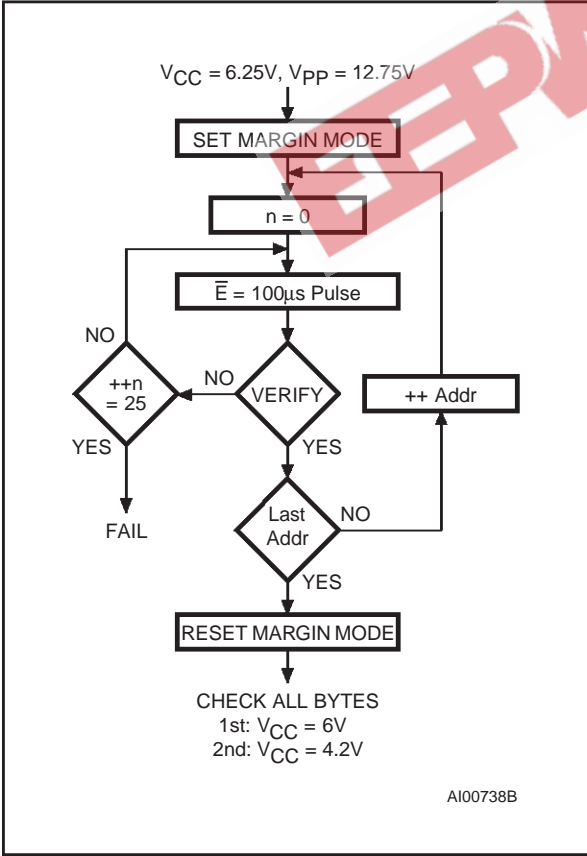 VCC = 6.25V, VPP = 12.75V
SET MARGIN MODE
n = 0
E̅ = 100μs Pulse
NO
++n
= 25
NO
VERIFY
++ Addr
YES
YES
FAIL
Last
Addr
NO
YES
RESET MARGIN MODE
CHECK ALL BYTES
1st: VCC = 6V
2nd: VCC = 4.2V
AI00738B